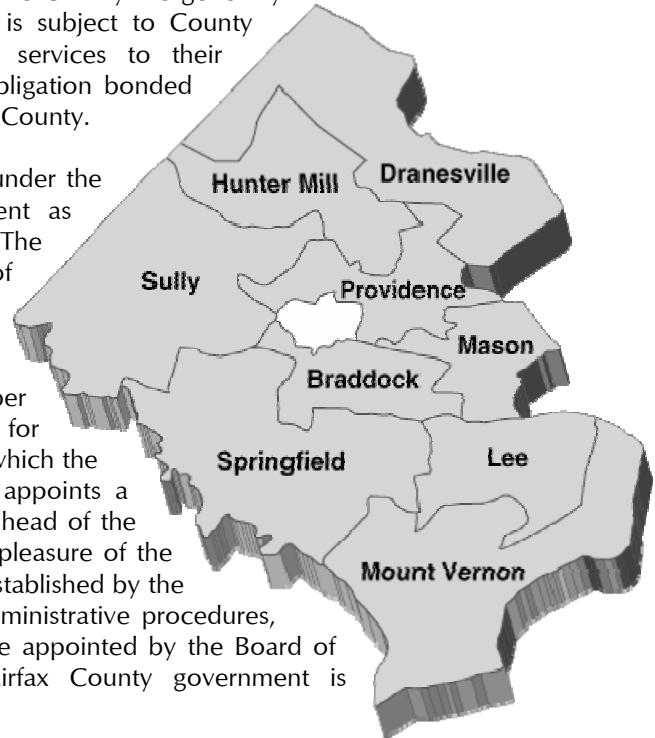 is subject to County
services to their
bligation bonded
County.
under the
ent as
The
of
per
for
which the
appoints a
head of the
pleasure of the
stablished by the
ministrative procedures,
e appointed by the Board of
irfax County government is
Dranesville
Hunter Mill
Sully
Providence
Mason
Braddock
Springfield
Lee
Mount Vernon